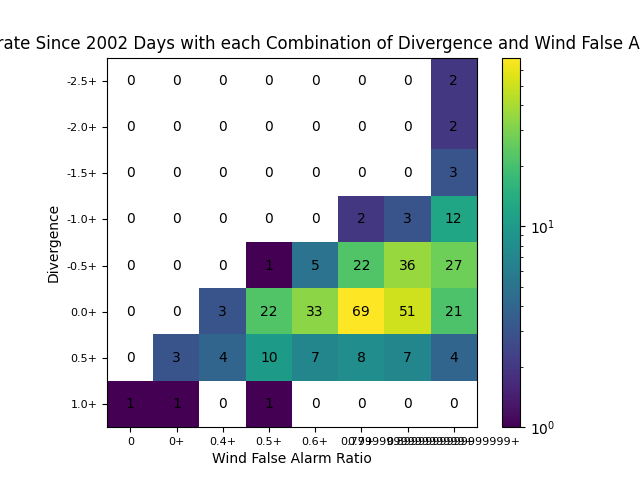 rate Since 2002 Days with each Combination of Divergence and Wind False A
-2.5+ 0 0 0 0 0 0 0 2
-2.0+ 0 0 0 0 0 0 0 2
-1.5+ 0 0 0 0 0 0 0 3
-1.0+ 0 0 0 0 0 2 3 12
-0.5+ 0 0 0 1 5 22 36 27
0.0+ 0 0 3 22 33 69 51 21
0.5+ 0 3 4 10 7 8 7 4
1.0+ 1 1 0 1 0 0 0 0
0 0+ 0.4+ 0.5+ 0.6+
Wind False Alarm Ratio
Divergence
10¹
10⁰